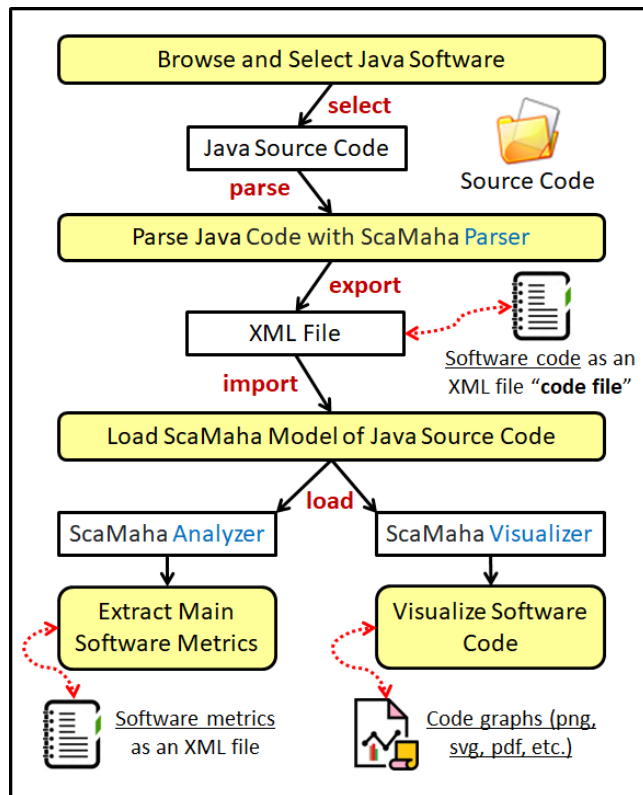 Browse and Select Java Software
select
Java Source Code
Source Code
parse
Parse Java Code with ScaMaha Parser
export
XML File
Software code as an
XML file “code file”
import
Load ScaMaha Model of Java Source Code
load
ScaMaha Analyzer
ScaMaha Visualizer
Extract Main
Software Metrics
Visualize Software
Code
Software metrics
as an XML file
Code graphs (png,
svg, pdf, etc.)